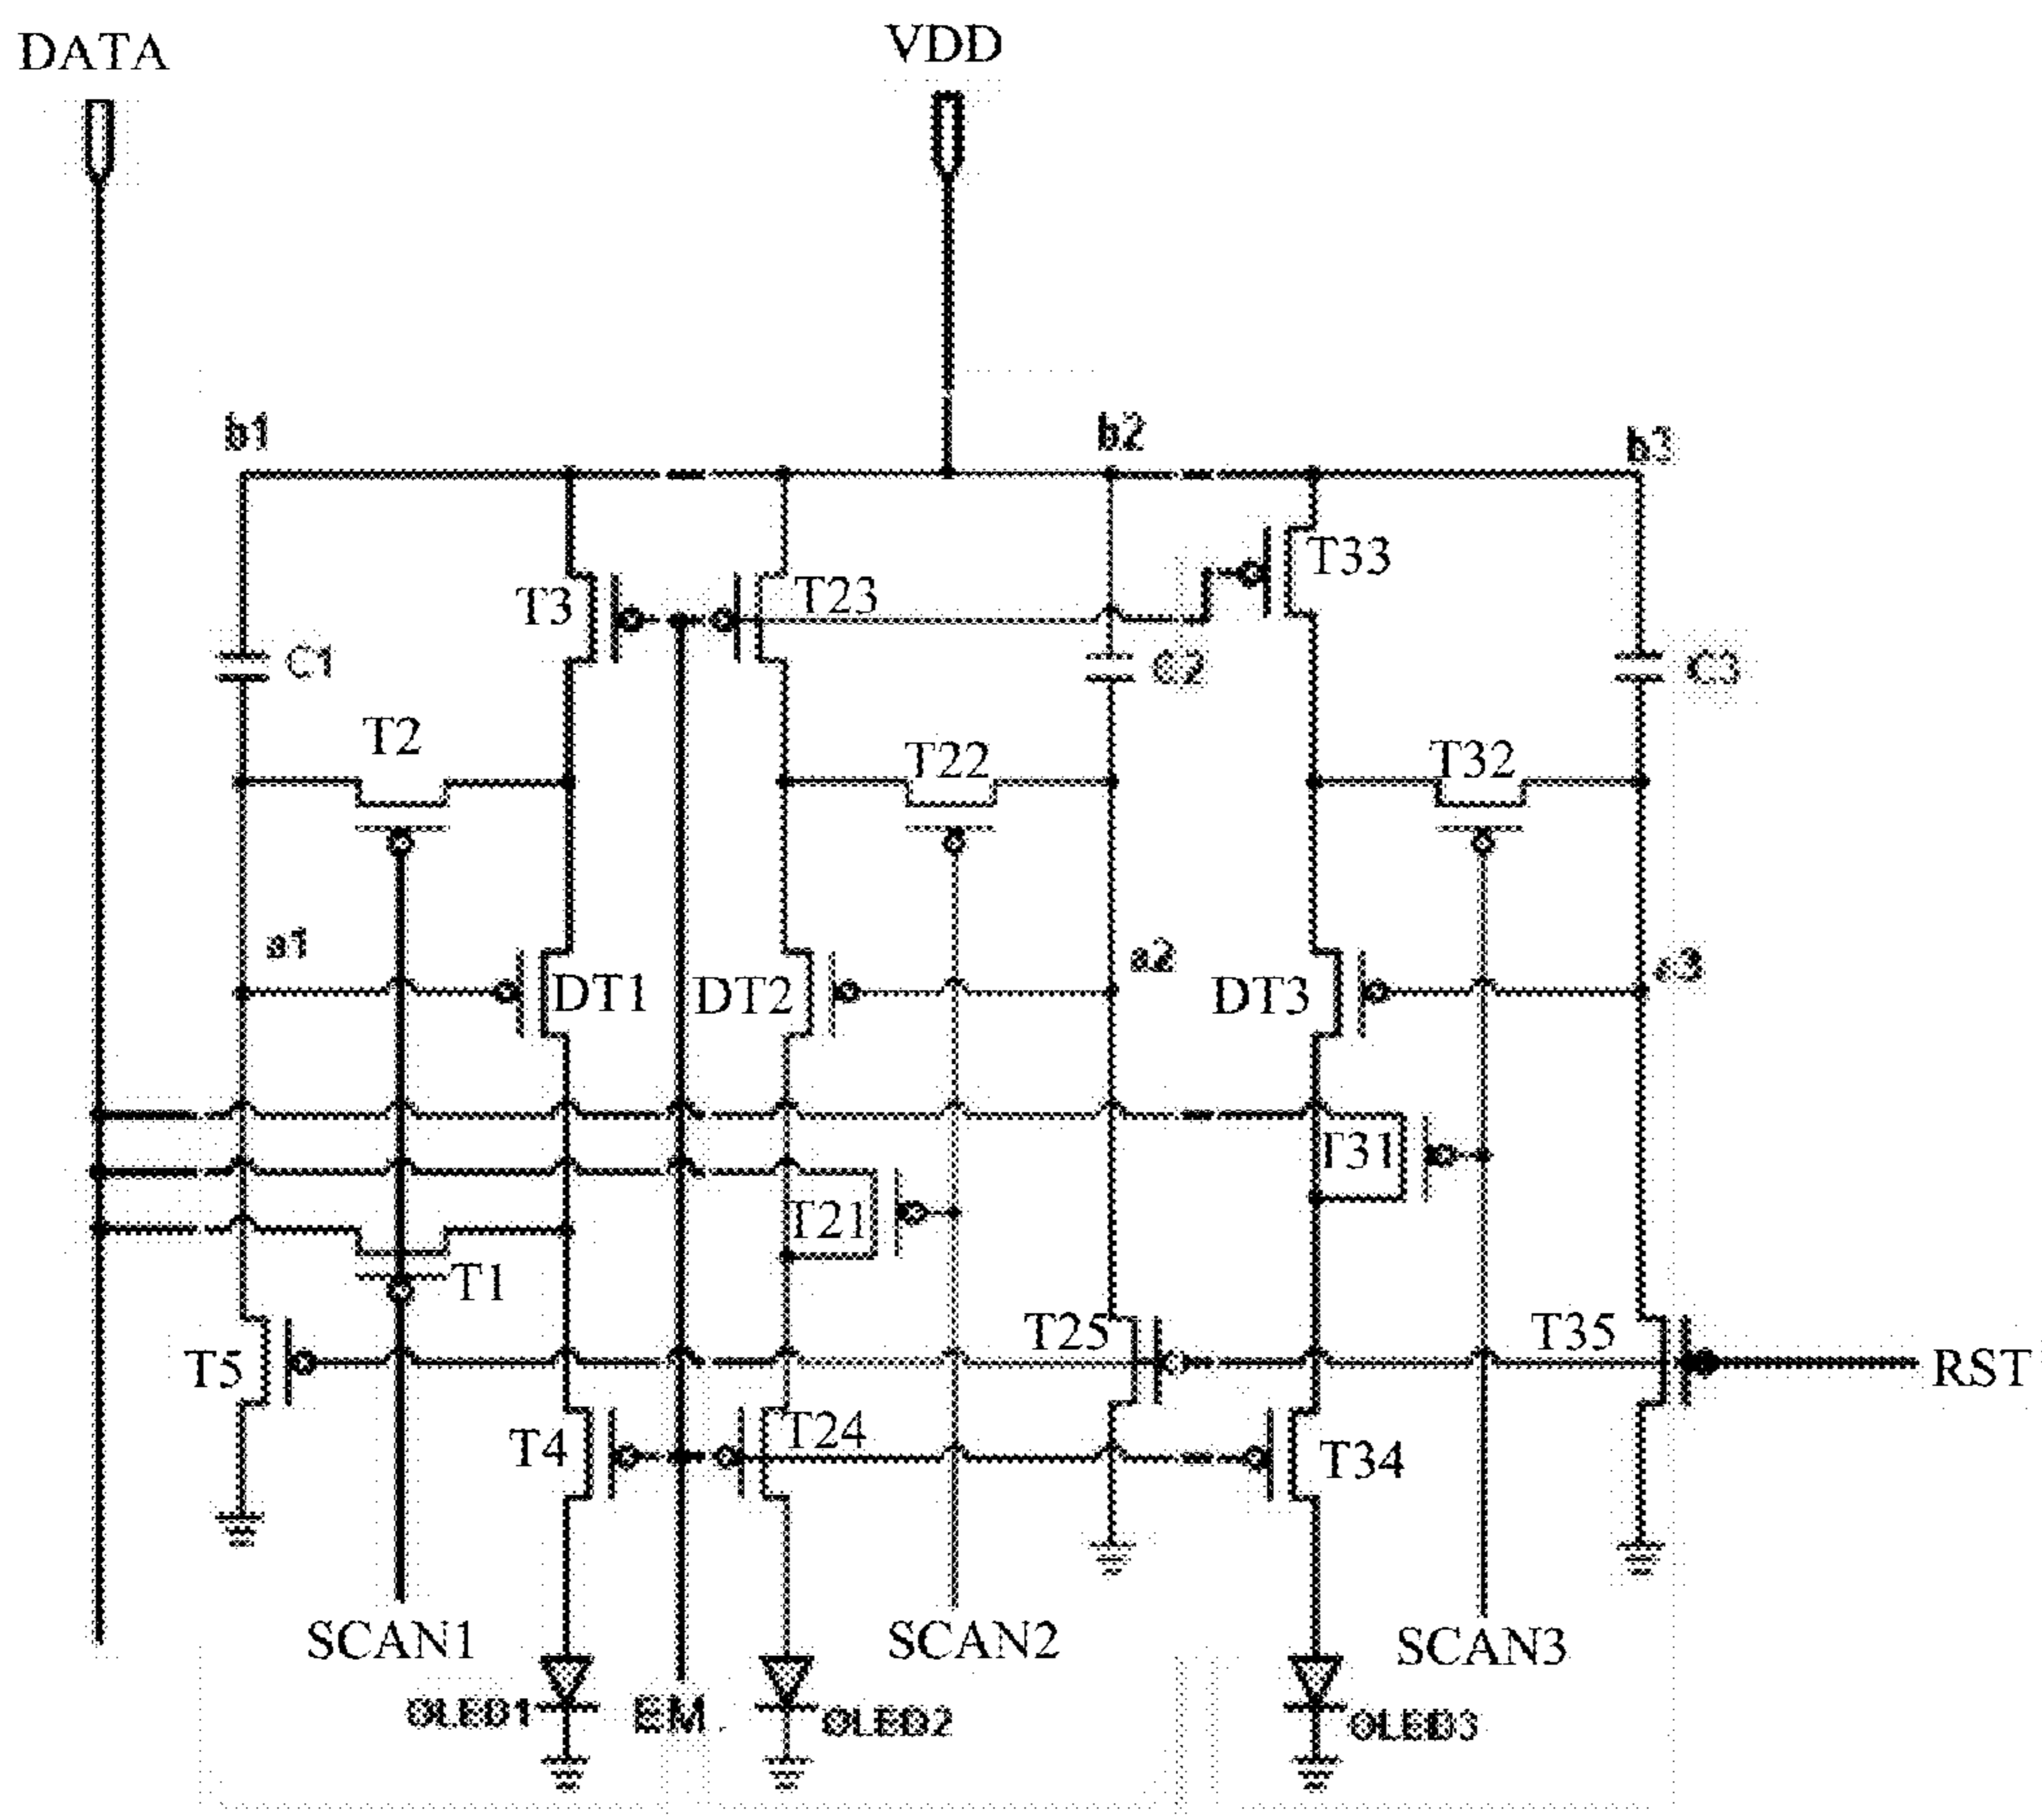 DATA VDD
b1 b2 b3
T33
T3 T23
C1 C2 C3
T2 T22 T32
a1 a2 a3
DT1 DT2 DT3
T31
T21
T1
T25 T35
T5 RST
T4 T24 T34
SCAN1 SCAN2 SCAN3
OLED1 EM OLED2 OLED3